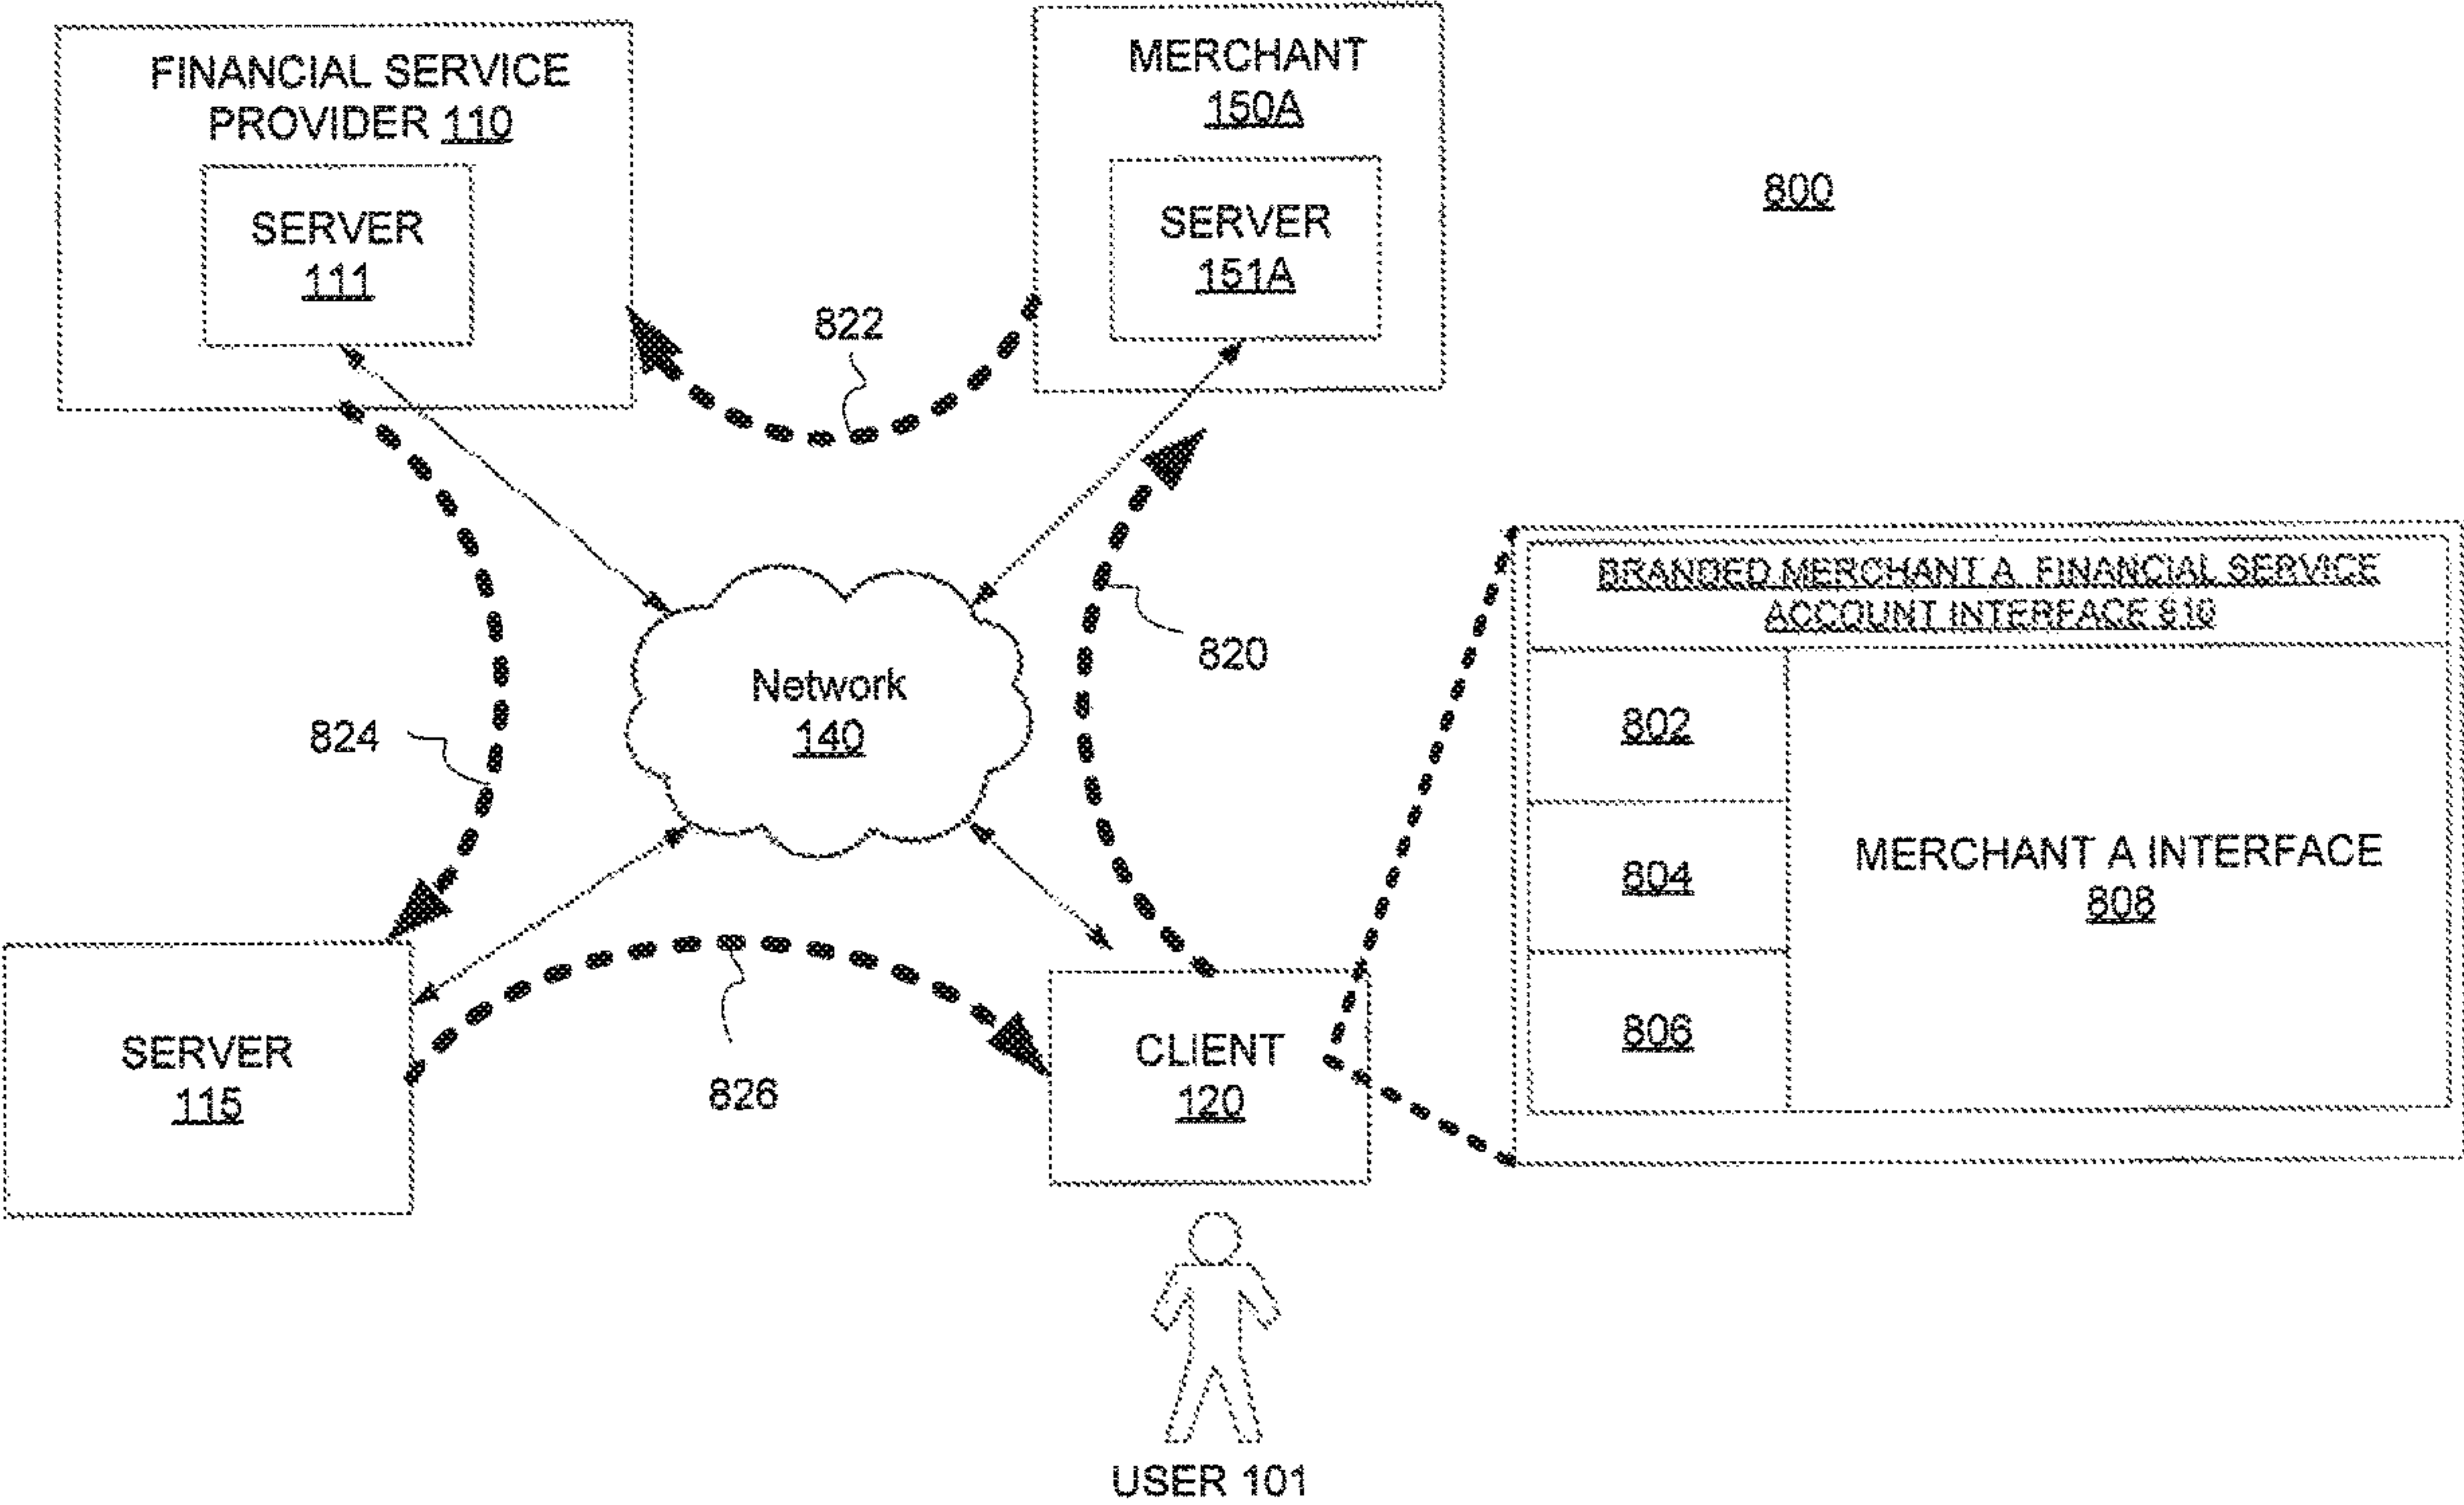 FINANCIAL SERVICE
PROVIDER 110
SERVER
111
MERCHANT
150A
SERVER
151A
800
822
820
824
826
Network
140
BRANDED MERCHANT A FINANCIAL SERVICE
ACCOUNT INTERFACE 810
802
804
806
MERCHANT A INTERFACE
808
SERVER
115
CLIENT
120
USER 101